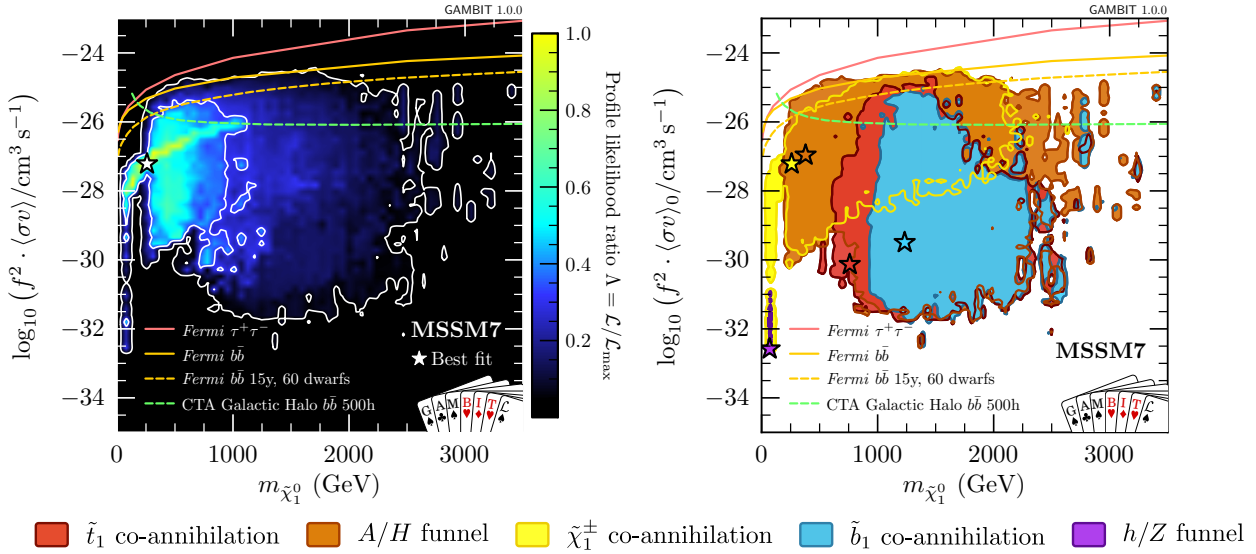 GAMBIT 1.0.0
log₁₀ (f² · ⟨σv⟩/cm³ s⁻¹)
−24
−26
−28
−30
−32
−34
Fermi τ⁺τ⁻
Fermi bb̄
Fermi bb̄ 15y, 60 dwarfs
CTA Galactic Halo bb̄ 500h
MSSM7
Best fit
G A M B I T L
0 1000 2000 3000
m_χ̃₁⁰ (GeV)
1.0
0.8
0.6
0.4
0.2
Profile likelihood ratio Λ = ℒ/ℒmax
GAMBIT 1.0.0
log₁₀ (f² · ⟨σv⟩₀/cm³ s⁻¹)
−24
−26
−28
−30
−32
−34
Fermi τ⁺τ⁻
Fermi bb̄
Fermi bb̄ 15y, 60 dwarfs
CTA Galactic Halo bb̄ 500h
MSSM7
G A M B I T L
0 1000 2000 3000
m_χ̃₁⁰ (GeV)
t̃₁ co-annihilation A/H funnel χ̃₁± co-annihilation b̃₁ co-annihilation h/Z funnel